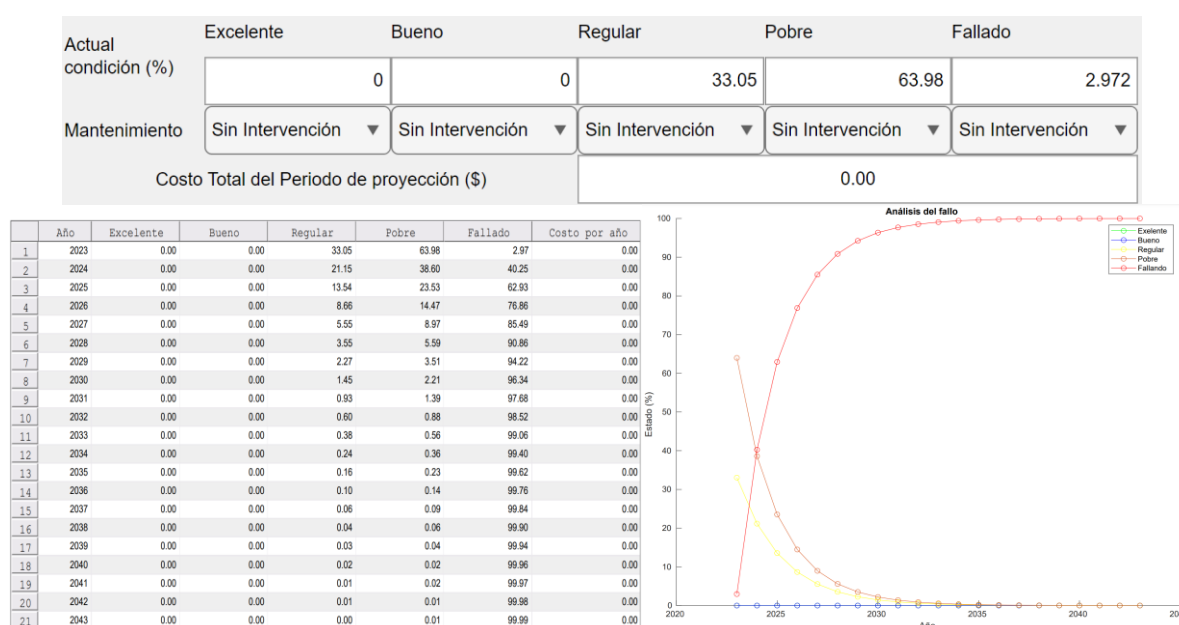 Actual condición (%) Excelente Bueno Regular Pobre Fallado
0 0 33.05 63.98 2.972
Mantenimiento Sin Intervención Sin Intervención Sin Intervención Sin Intervención Sin Intervención
Costo Total del Periodo de proyección ($) 0.00
Año Excelente Bueno Regular Pobre Fallado Costo por año
1 2023 0.00 0.00 33.05 63.98 2.97 0.00
2 2024 0.00 0.00 21.15 38.60 40.25 0.00
3 2025 0.00 0.00 13.54 23.53 62.93 0.00
4 2026 0.00 0.00 8.66 14.47 76.86 0.00
5 2027 0.00 0.00 5.55 8.97 85.49 0.00
6 2028 0.00 0.00 3.55 5.59 90.86 0.00
7 2029 0.00 0.00 2.27 3.51 94.22 0.00
8 2030 0.00 0.00 1.45 2.21 96.34 0.00
9 2031 0.00 0.00 0.93 1.39 97.68 0.00
10 2032 0.00 0.00 0.60 0.88 98.52 0.00
11 2033 0.00 0.00 0.38 0.56 99.06 0.00
12 2034 0.00 0.00 0.24 0.36 99.40 0.00
13 2035 0.00 0.00 0.16 0.23 99.62 0.00
14 2036 0.00 0.00 0.10 0.14 99.76 0.00
15 2037 0.00 0.00 0.06 0.09 99.84 0.00
16 2038 0.00 0.00 0.04 0.06 99.90 0.00
17 2039 0.00 0.00 0.03 0.04 99.94 0.00
18 2040 0.00 0.00 0.02 0.02 99.96 0.00
19 2041 0.00 0.00 0.01 0.02 99.97 0.00
20 2042 0.00 0.00 0.01 0.01 99.98 0.00
21 2043 0.00 0.00 0.00 0.01 99.99 0.00
Análisis del fallo
Exelente
Bueno
Regular
Pobre
Fallando
Estado (%)
100
90
80
70
60
50
40
30
20
10
0
2020 2025 2030 2035 2040